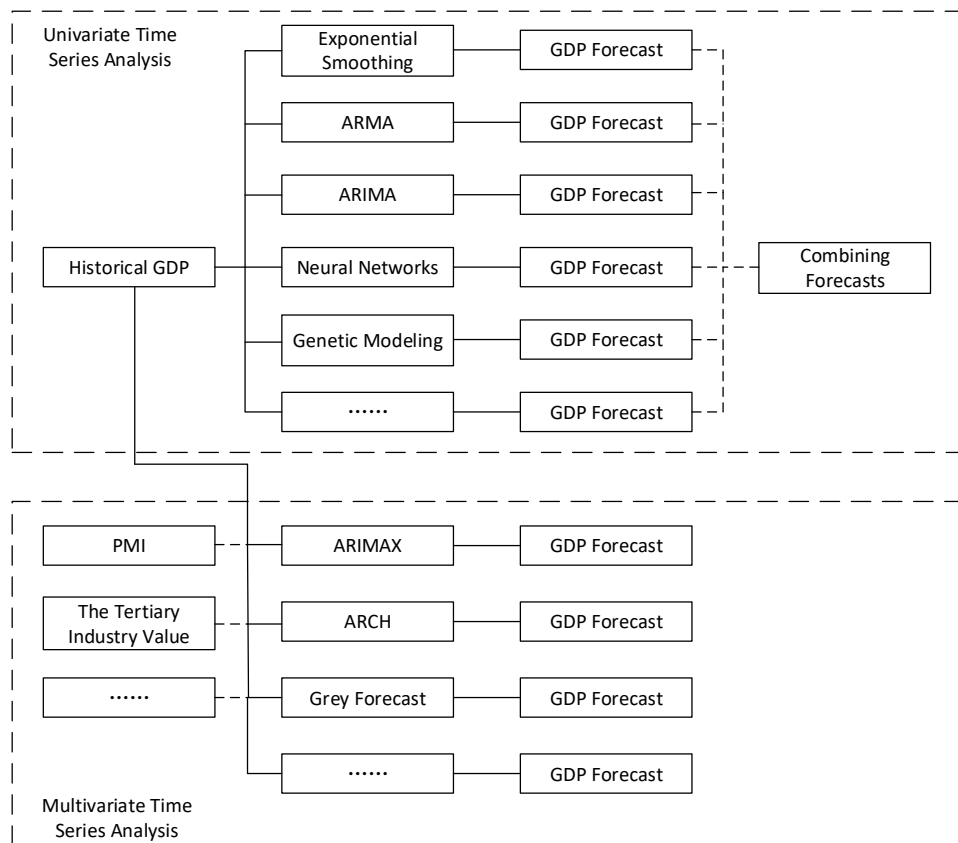 Univariate Time
Series Analysis
Exponential
Smoothing
GDP Forecast
ARMA
GDP Forecast
ARIMA
GDP Forecast
Historical GDP
Neural Networks
GDP Forecast
Combining
Forecasts
Genetic Modeling
GDP Forecast
······
GDP Forecast
PMI
ARIMAX
GDP Forecast
The Tertiary
Industry Value
ARCH
GDP Forecast
······
Grey Forecast
GDP Forecast
······
GDP Forecast
Multivariate Time
Series Analysis